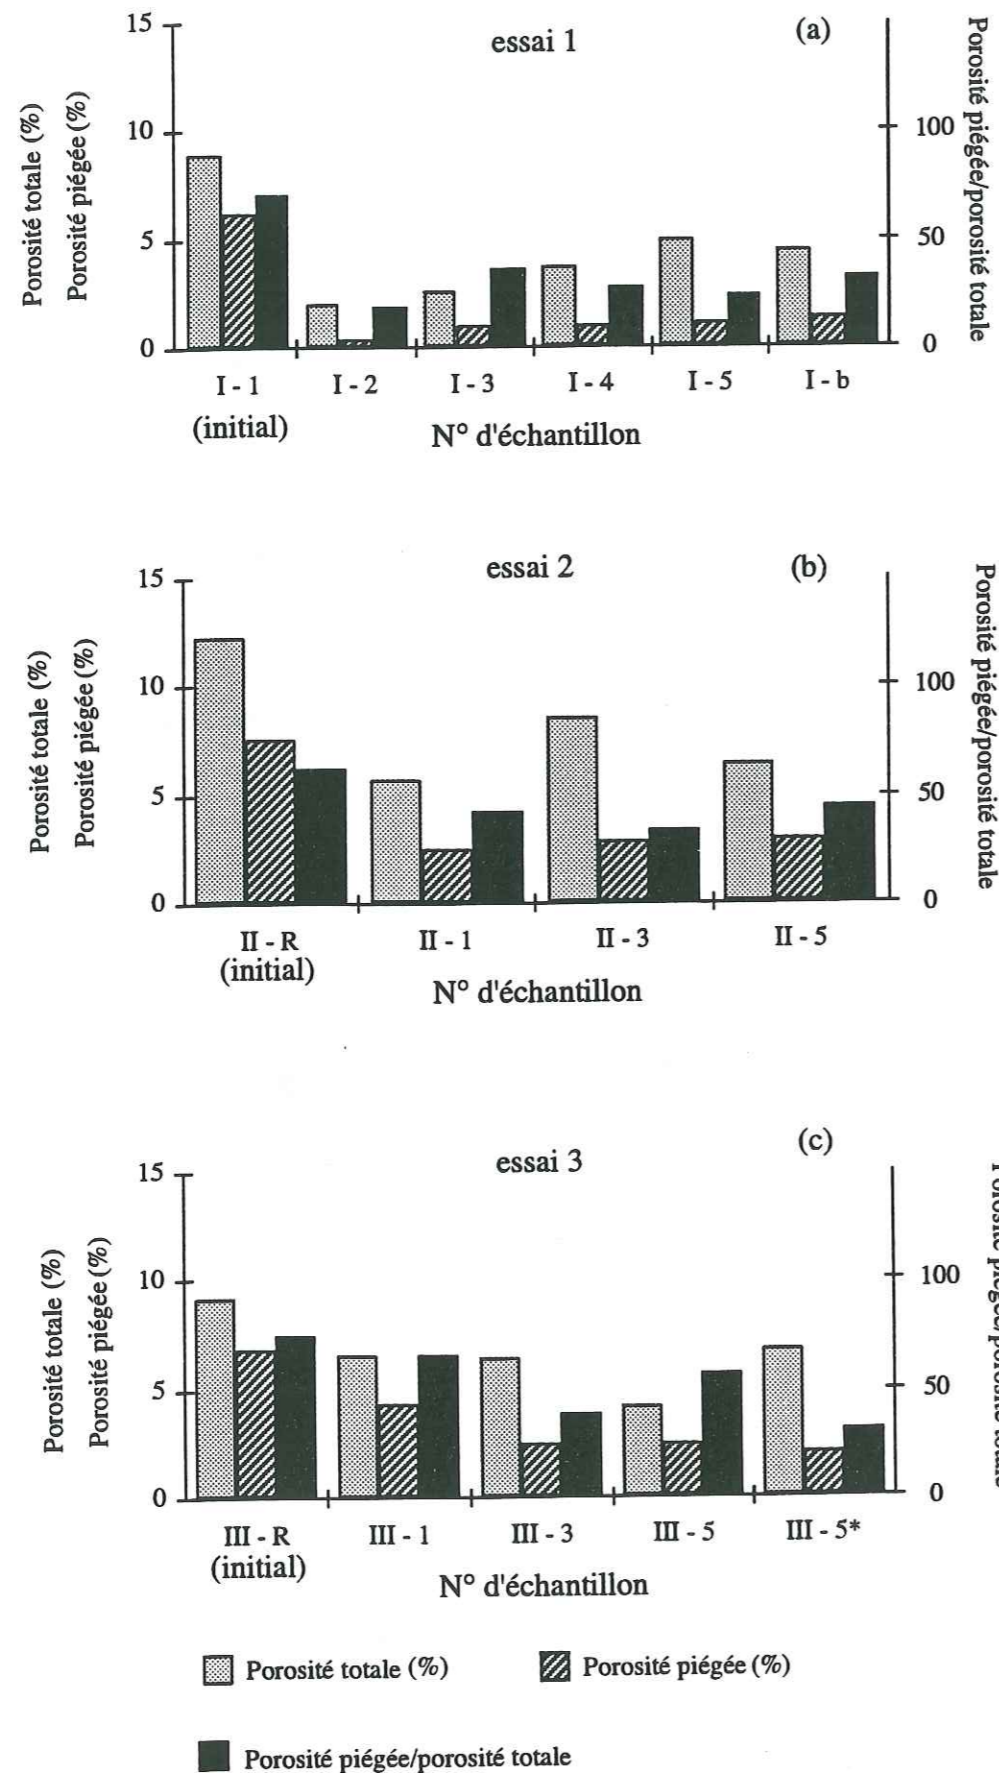 essai 1
(a)
15
10
5
0
Porosité totale (%)
Porosité piégée (%)
100
50
0
Porosité piégée/porosité totale
I - 1
I - 2
I - 3
I - 4
I - 5
I - b
(initial)
N° d'échantillon
essai 2
(b)
15
10
5
0
Porosité totale (%)
Porosité piégée (%)
100
50
0
Porosité piégée/porosité totale
II - R
II - 1
II - 3
II - 5
(initial)
N° d'échantillon
essai 3
(c)
15
10
5
0
Porosité totale (%)
Porosité piégée (%)
100
50
0
Porosité piégée/porosité totale
III - R
III - 1
III - 3
III - 5
III - 5*
(initial)
N° d'échantillon
Porosité totale (%)
Porosité piégée (%)
Porosité piégée/porosité totale